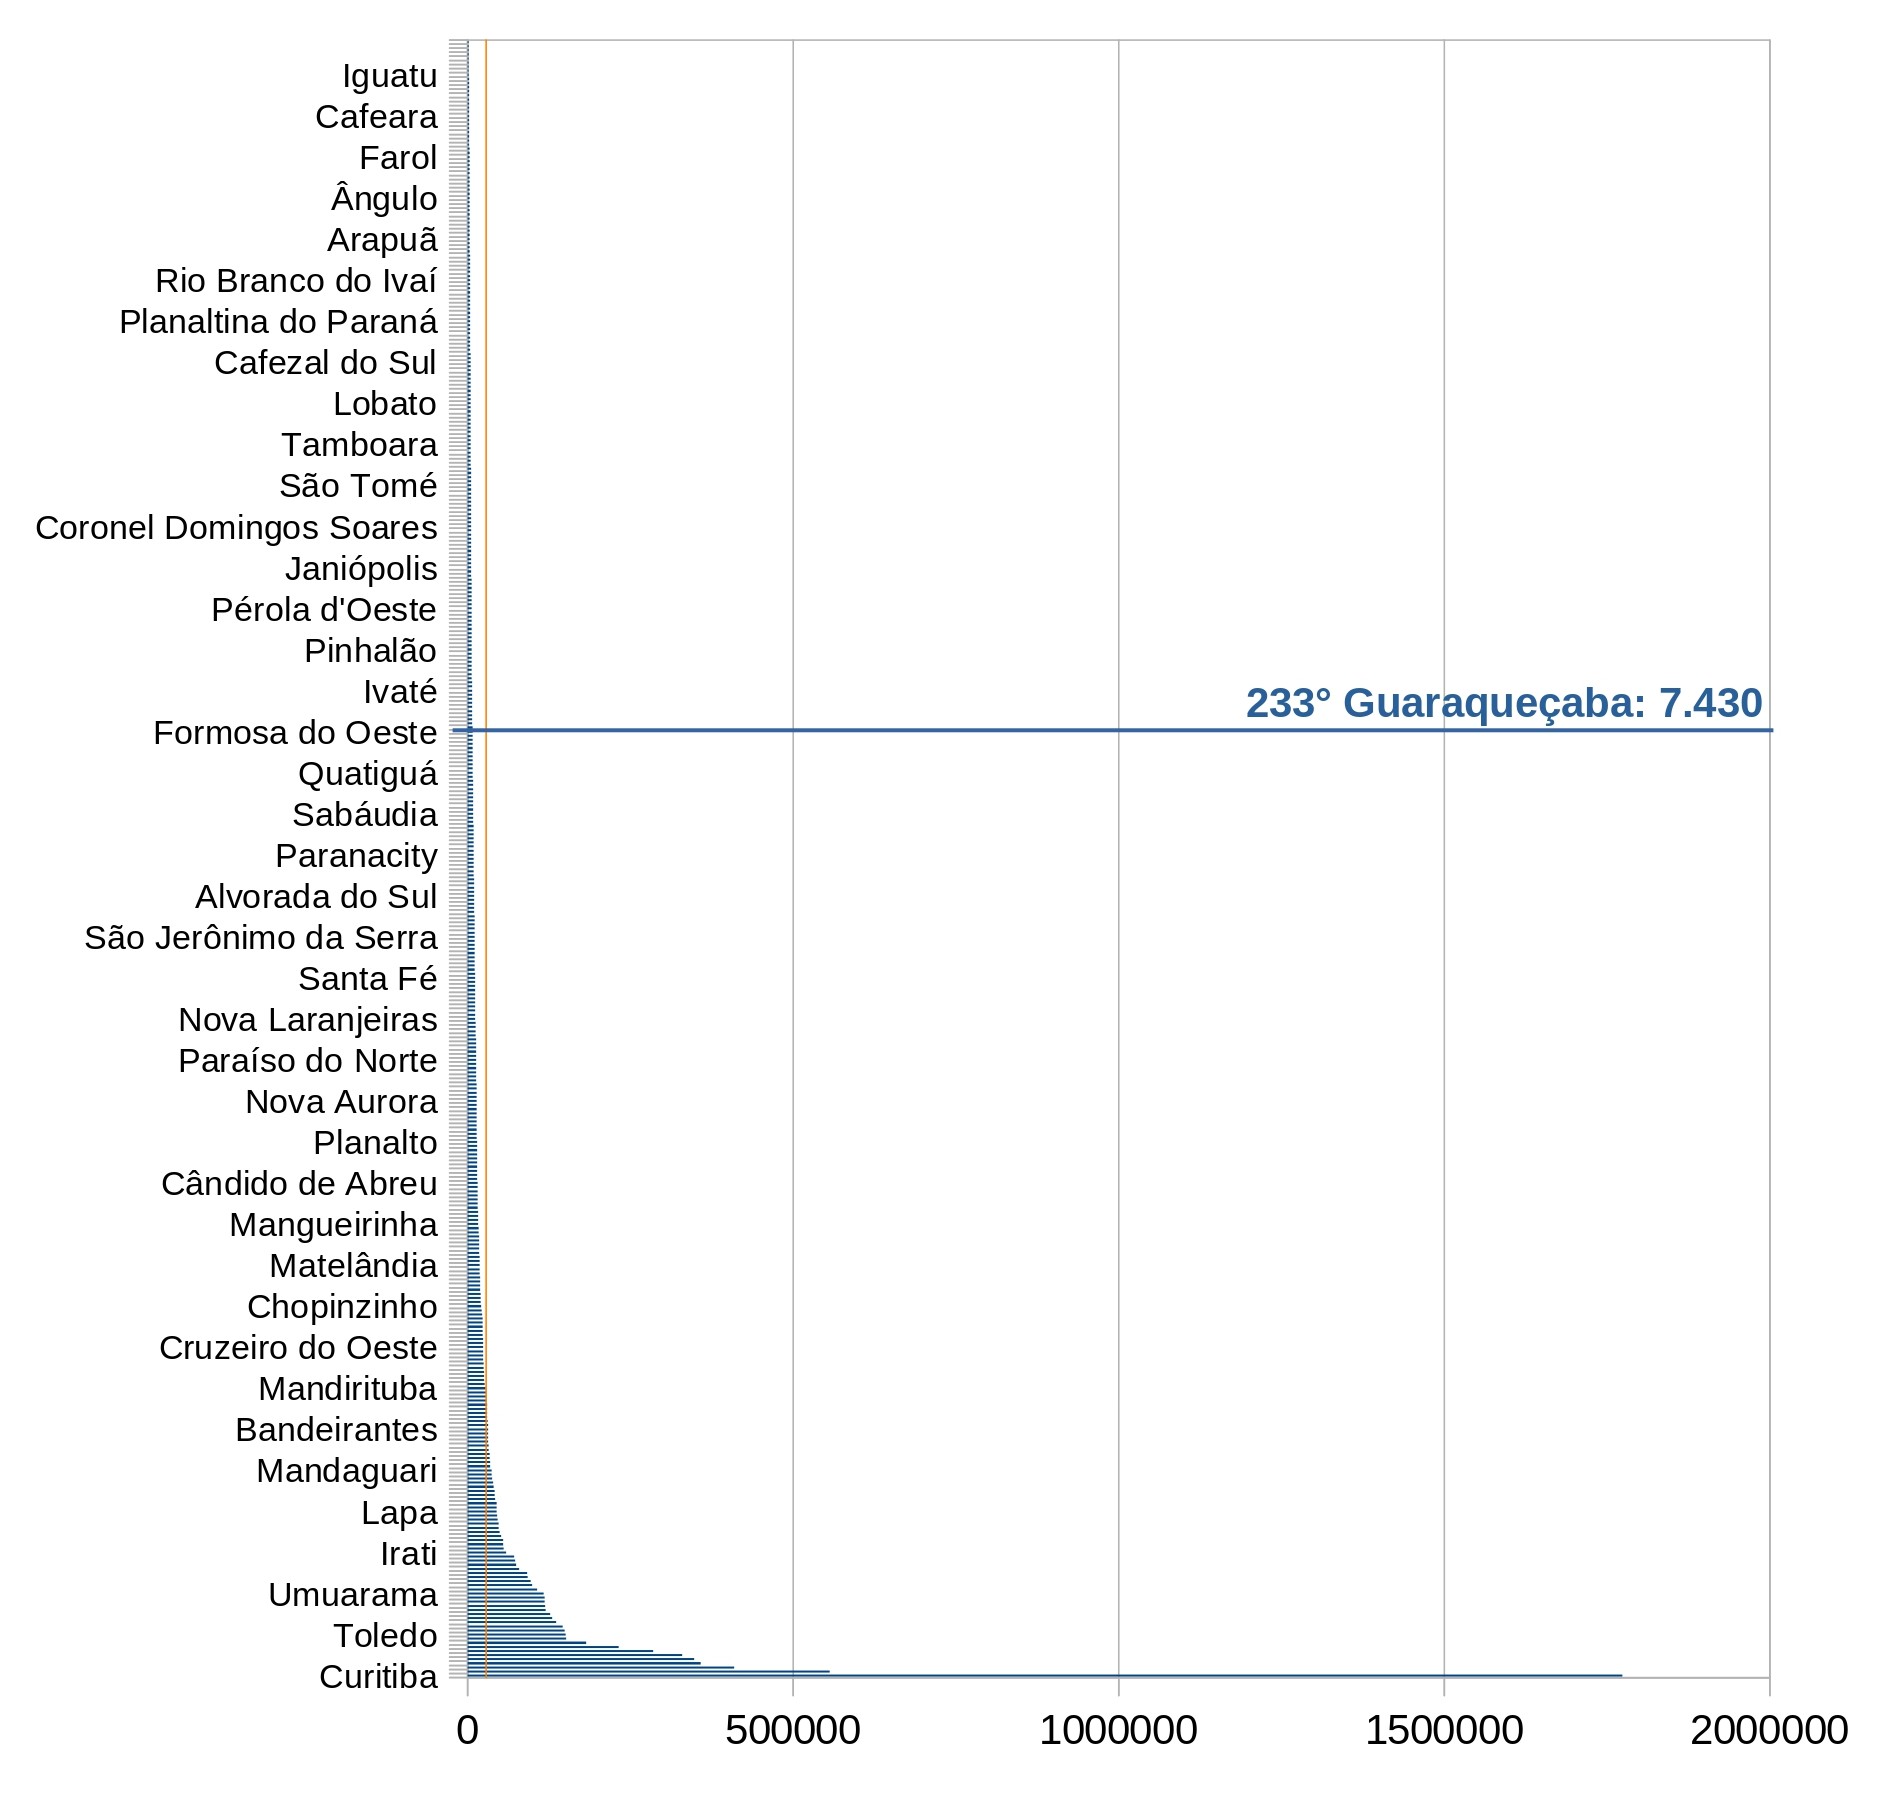 Iguatu
Cafeara
Farol
Ângulo
Arapuã
Rio Branco do Ivaí
Planaltina do Paraná
Cafezal do Sul
Lobato
Tamboara
São Tomé
Coronel Domingos Soares
Janiópolis
Pérola d'Oeste
Pinhalão
Ivaté
233° Guaraqueçaba: 7.430
Formosa do Oeste
Quatiguá
Sabáudia
Paranacity
Alvorada do Sul
São Jerônimo da Serra
Santa Fé
Nova Laranjeiras
Paraíso do Norte
Nova Aurora
Planalto
Cândido de Abreu
Mangueirinha
Matelândia
Chopinzinho
Cruzeiro do Oeste
Mandirituba
Bandeirantes
Mandaguari
Lapa
Irati
Umuarama
Toledo
Curitiba
0 500000 1000000 1500000 2000000